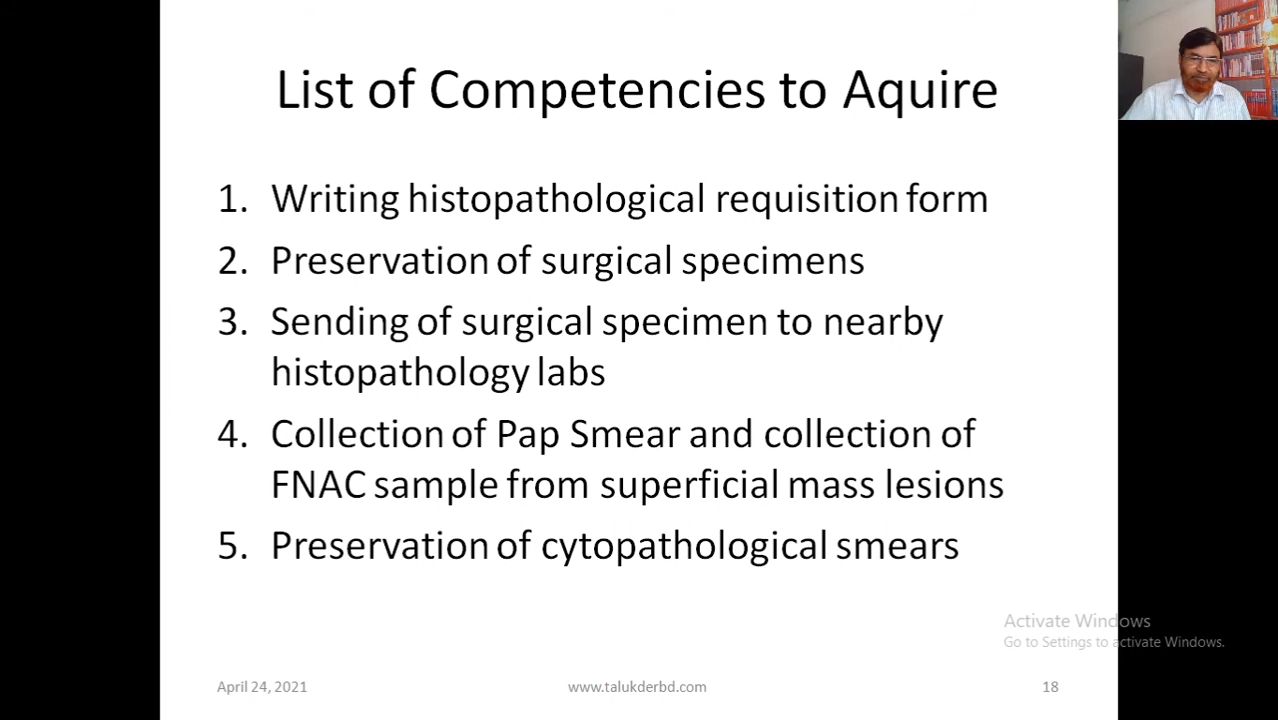 List of Competencies to Aquire
1. Writing histopathological requisition form
2. Preservation of surgical specimens
3. Sending of surgical specimen to nearby
histopathology labs
4. Collection of Pap Smear and collection of
FNAC sample from superficial mass lesions
5. Preservation of cytopathological smears
Activate Windows
Go to Settings to activate Windows.
April 24, 2021
www.talukderbd.com
18